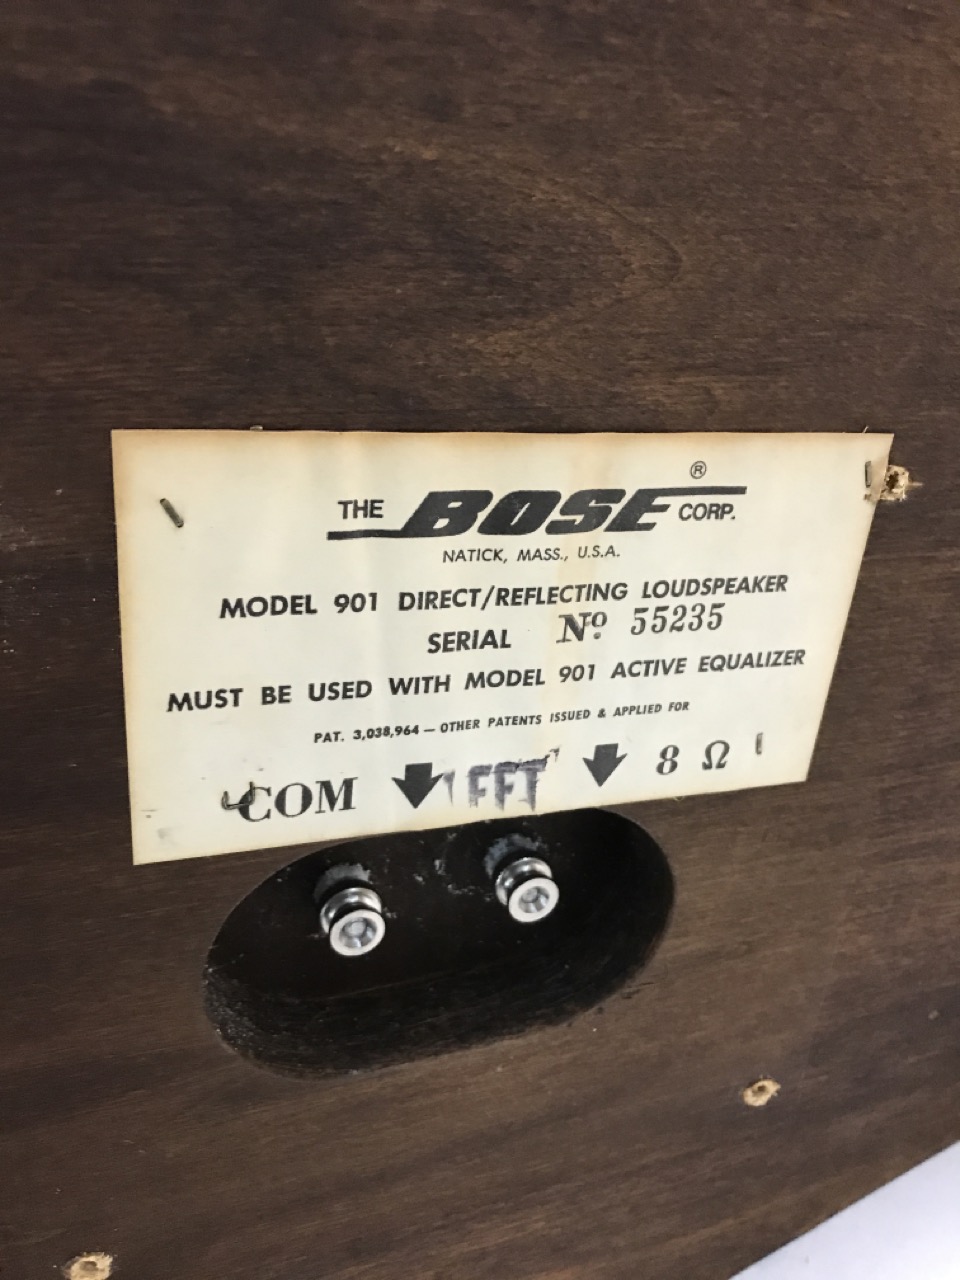 THE BOSE® CORP.
NATICK, MASS., U.S.A.
MODEL 901 DIRECT/REFLECTING LOUDSPEAKER
SERIAL Nº. 55235
MUST BE USED WITH MODEL 901 ACTIVE EQUALIZER
PAT. 3,038,964 — OTHER PATENTS ISSUED & APPLIED FOR
COM 8 Ω